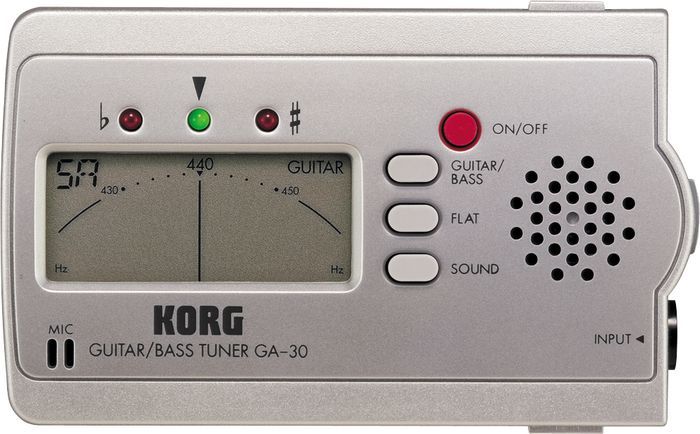 ♭ ▼ ♯
ON/OFF
5A 440 GUITAR
430 450
Hz Hz
GUITAR/
BASS
FLAT
SOUND
KORG
MIC
GUITAR/BASS TUNER GA-30
INPUT ◄